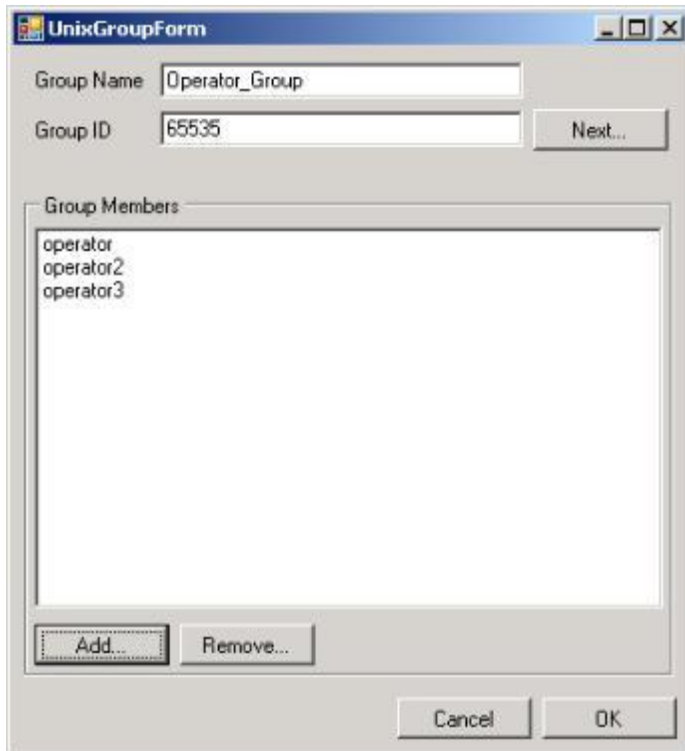 UnixGroupForm
Group Name Operator_Group
Group ID 65535 Next...
Group Members
operator
operator2
operator3
Add... Remove...
Cancel OK